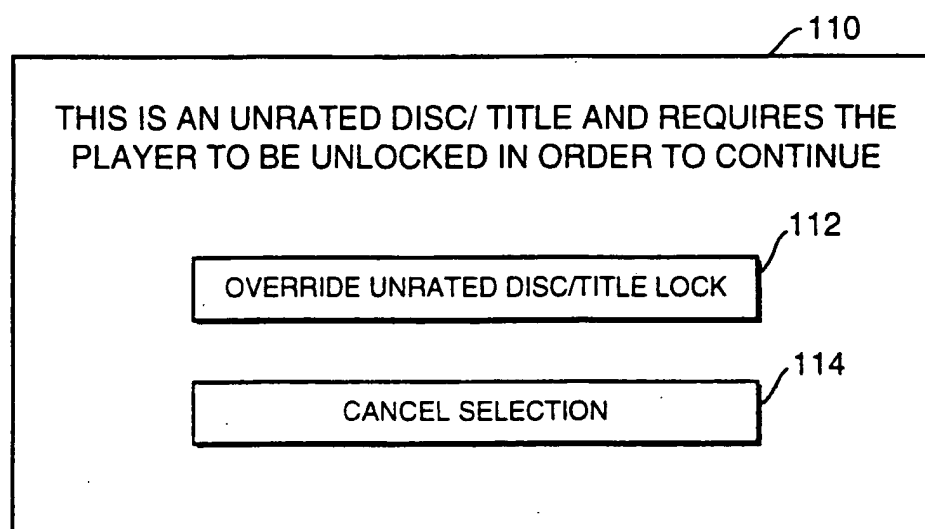 110
THIS IS AN UNRATED DISC/ TITLE AND REQUIRES THE
PLAYER TO BE UNLOCKED IN ORDER TO CONTINUE
112
OVERRIDE UNRATED DISC/TITLE LOCK
114
CANCEL SELECTION